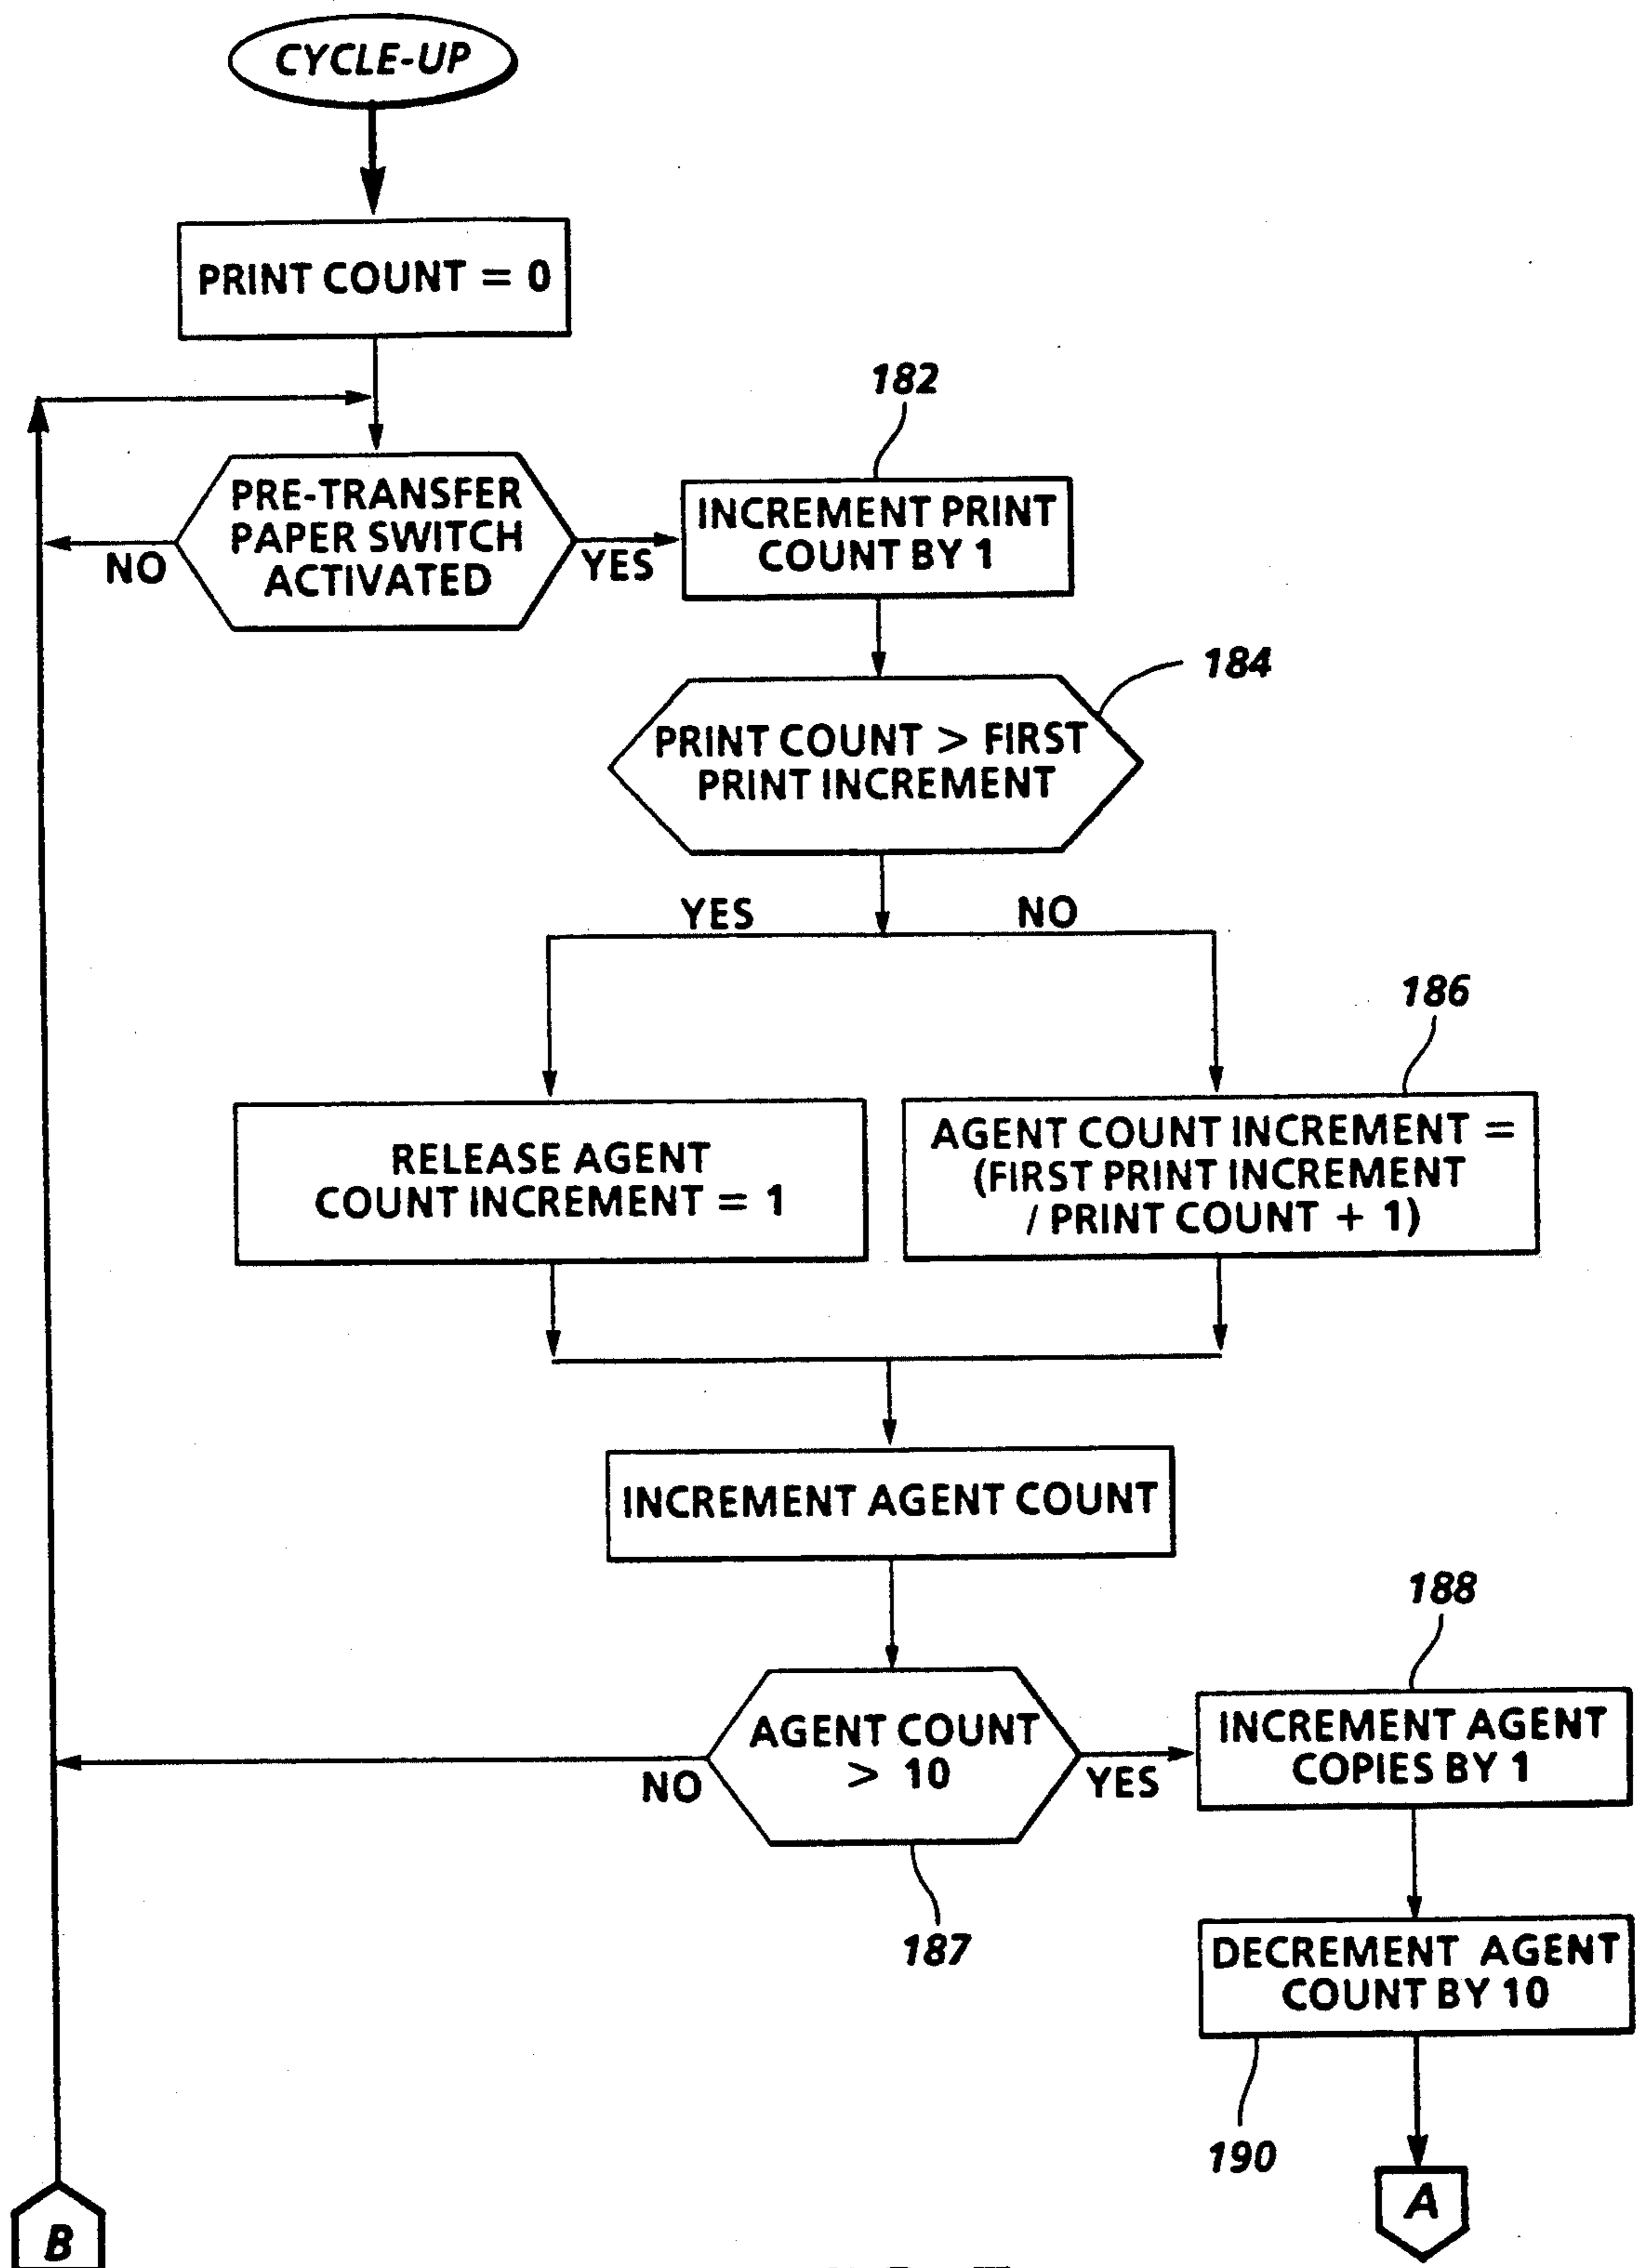 CYCLE-UP
PRINT COUNT = 0
182
PRE-TRANSFER
PAPER SWITCH
ACTIVATED
NO
YES
INCREMENT PRINT
COUNT BY 1
184
PRINT COUNT > FIRST
PRINT INCREMENT
YES
NO
186
RELEASE AGENT
COUNT INCREMENT = 1
AGENT COUNT INCREMENT =
(FIRST PRINT INCREMENT
/ PRINT COUNT + 1)
INCREMENT AGENT COUNT
188
AGENT COUNT
> 10
NO
YES
INCREMENT AGENT
COPIES BY 1
187
DECREMENT AGENT
COUNT BY 10
190
A
B